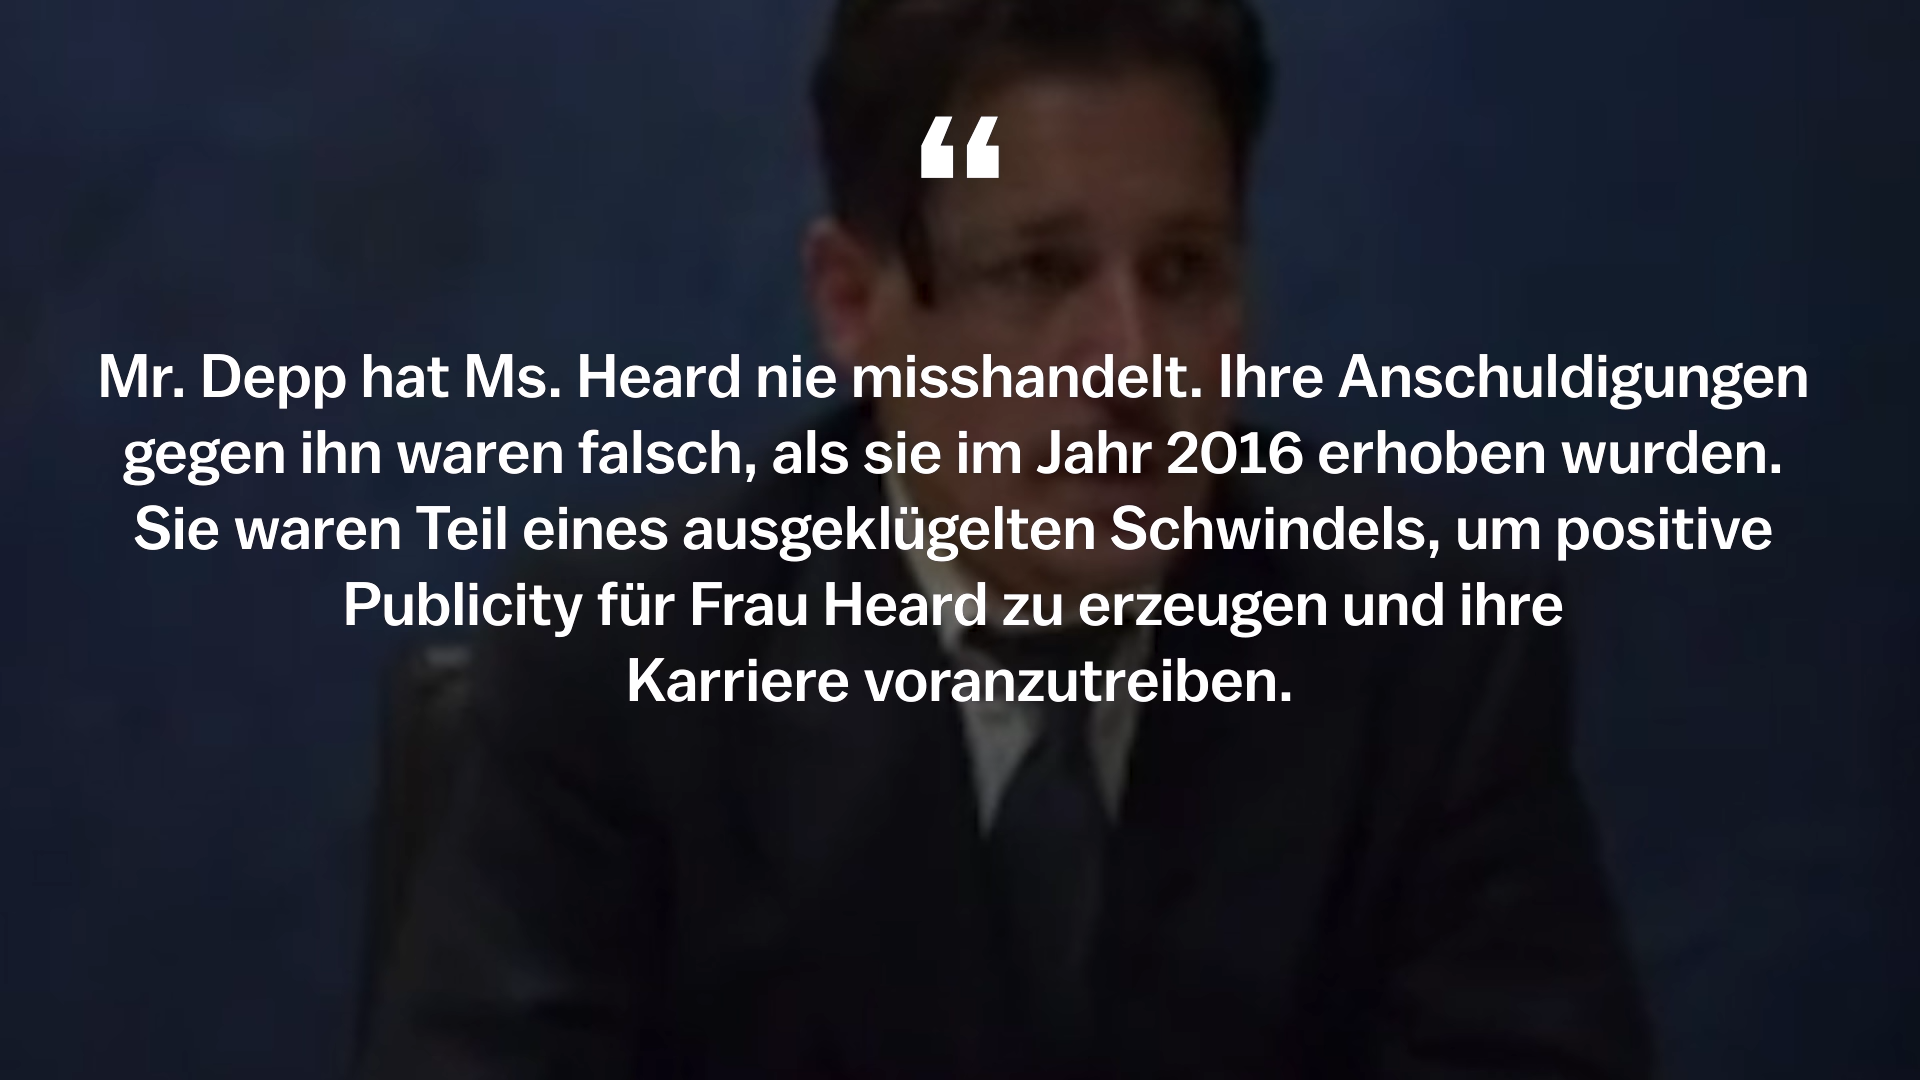 “
Mr. Depp hat Ms. Heard nie misshandelt. Ihre Anschuldigungen
gegen ihn waren falsch, als sie im Jahr 2016 erhoben wurden.
Sie waren Teil eines ausgeklügelten Schwindels, um positive
Publicity für Frau Heard zu erzeugen und ihre
Karriere voranzutreiben.